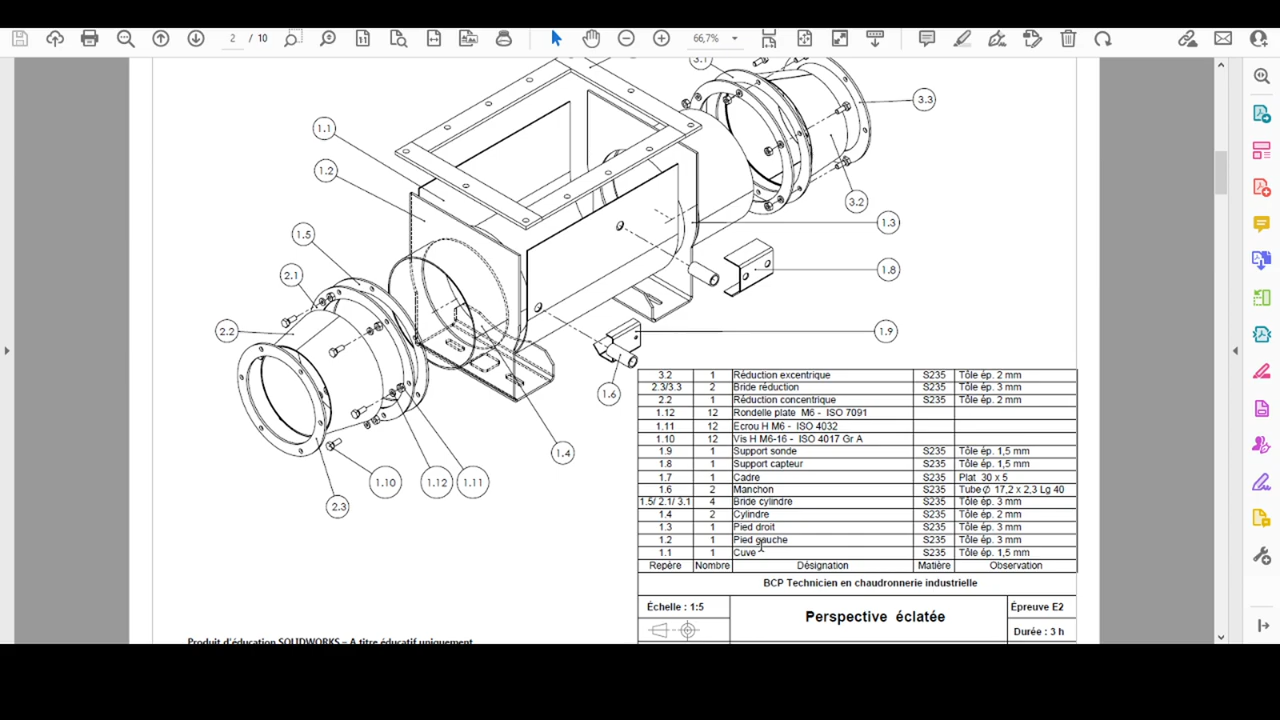 2 / 10
66,7%
3.1
3.3
1.1
1.2
3.2
1.3
1.5
1.8
2.1
2.2
1.9
1.6
1.4
1.10
1.12
1.11
2.3
3.2 1 Réduction excentrique S235 Tôle ép. 2 mm
2.3/3.3 2 Bride réduction S235 Tôle ép. 3 mm
2.2 1 Réduction concentrique S235 Tôle ép. 2 mm
1.12 12 Rondelle plate M6 - ISO 7091
1.11 12 Ecrou H M6 - ISO 4032
1.10 12 Vis H M6-16 - ISO 4017 Gr A
1.9 1 Support sonde S235 Tôle ép. 1,5 mm
1.8 1 Support capteur S235 Tôle ép. 1,5 mm
1.7 1 Cadre S235 Plat 30 x 5
1.6 2 Manchon S235 Tube∅ 17,2 x 2,3 Lg 40
1.5/ 2.1/ 3.1 4 Bride cylindre S235 Tôle ép. 3 mm
1.4 2 Cylindre S235 Tôle ép. 2 mm
1.3 1 Pied droit S235 Tôle ép. 3 mm
1.2 1 Pied gauche S235 Tôle ép. 3 mm
1.1 1 Cuve S235 Tôle ép. 1,5 mm
Repère Nombre Désignation Matière Observation
BCP Technicien en chaudronnerie industrielle
Échelle : 1:5
Perspective éclatée
Épreuve E2
Durée : 3 h
Produit d'éducation SOLIDWORKS – A titre éducatif uniquement